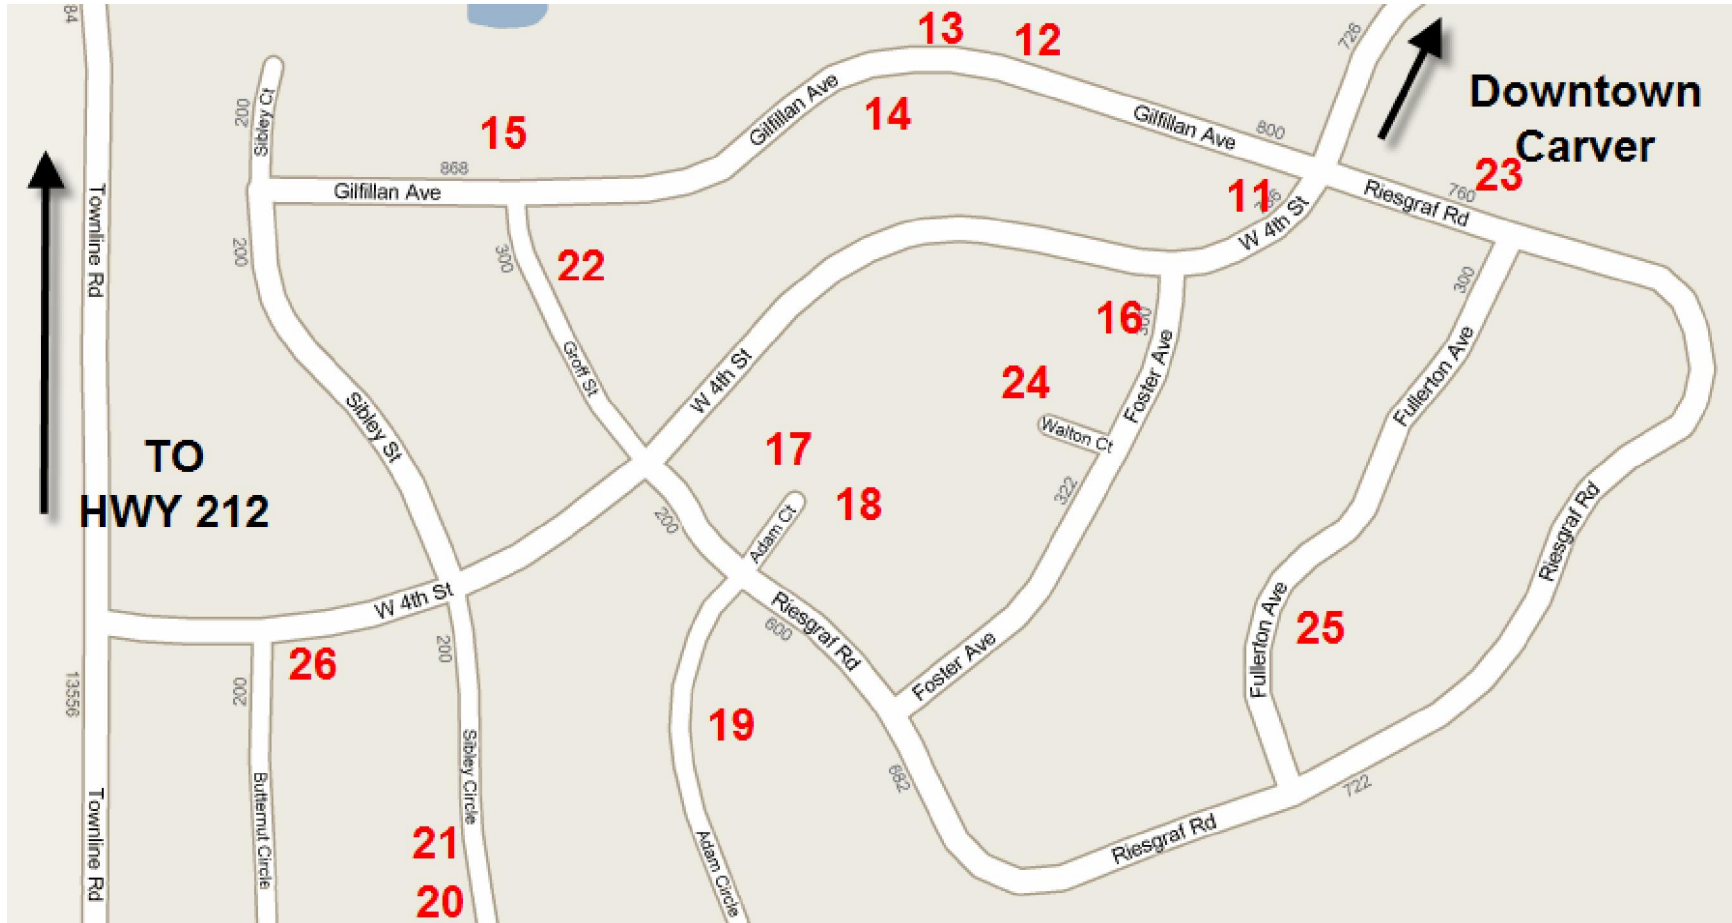 84
13
12
726
Downtown
Carver
202
Sibley Ct
15
14
Gilfillan Ave
Gilfillan Ave
800
23
868
Gilfillan Ave
11
760
Riesgraf Rd
W 4th St
Townline Rd
200
300
22
300
16
300
Groff St
W 4th St
Foster Ave
24
Fullerton Ave
Walton Ct
Sibley St
TO
HWY 212
17
18
322
200
Adam Ct
Riesgraf Rd
W 4th St
Riesgraf Rd
600
Foster Ave
Fullerton Ave
25
26
200
200
13556
19
682
722
Sibley Circle
Riesgraf Rd
Townline Rd
Butternut Circle
21
Adam Circle
20